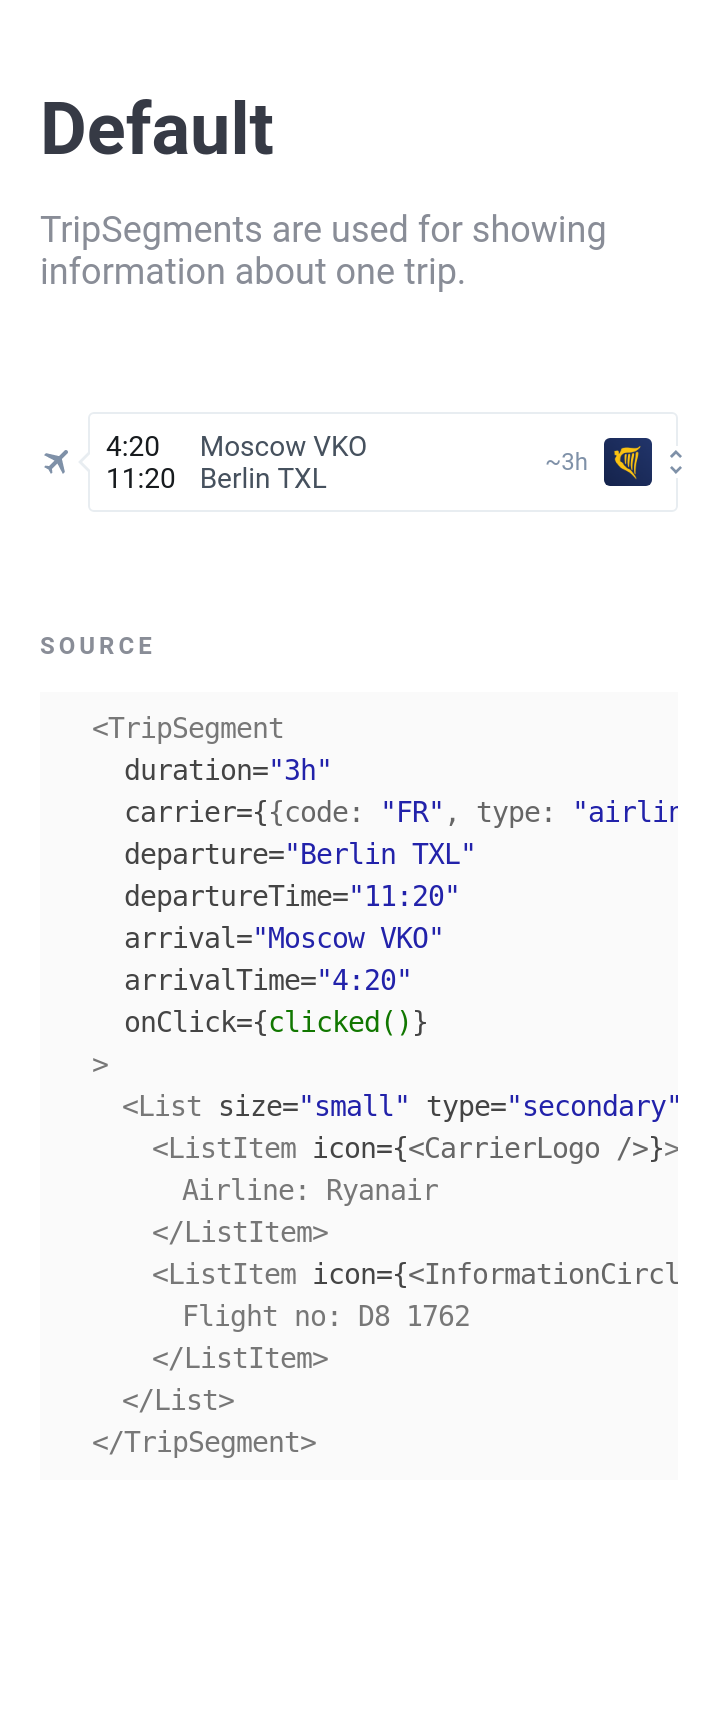 Default
TripSegments are used for showing
information about one trip.
4:20 Moscow VKO
11:20 Berlin TXL
~3h
SOURCE
<TripSegment
duration="3h"
carrier={{code: "FR", type: "airlin
departure="Berlin TXL"
departureTime="11:20"
arrival="Moscow VKO"
arrivalTime="4:20"
onClick={clicked()}
>
<List size="small" type="secondary"
<ListItem icon={<CarrierLogo />}>
Airline: Ryanair
</ListItem>
<ListItem icon={<InformationCircl
Flight no: D8 1762
</ListItem>
</List>
</TripSegment>